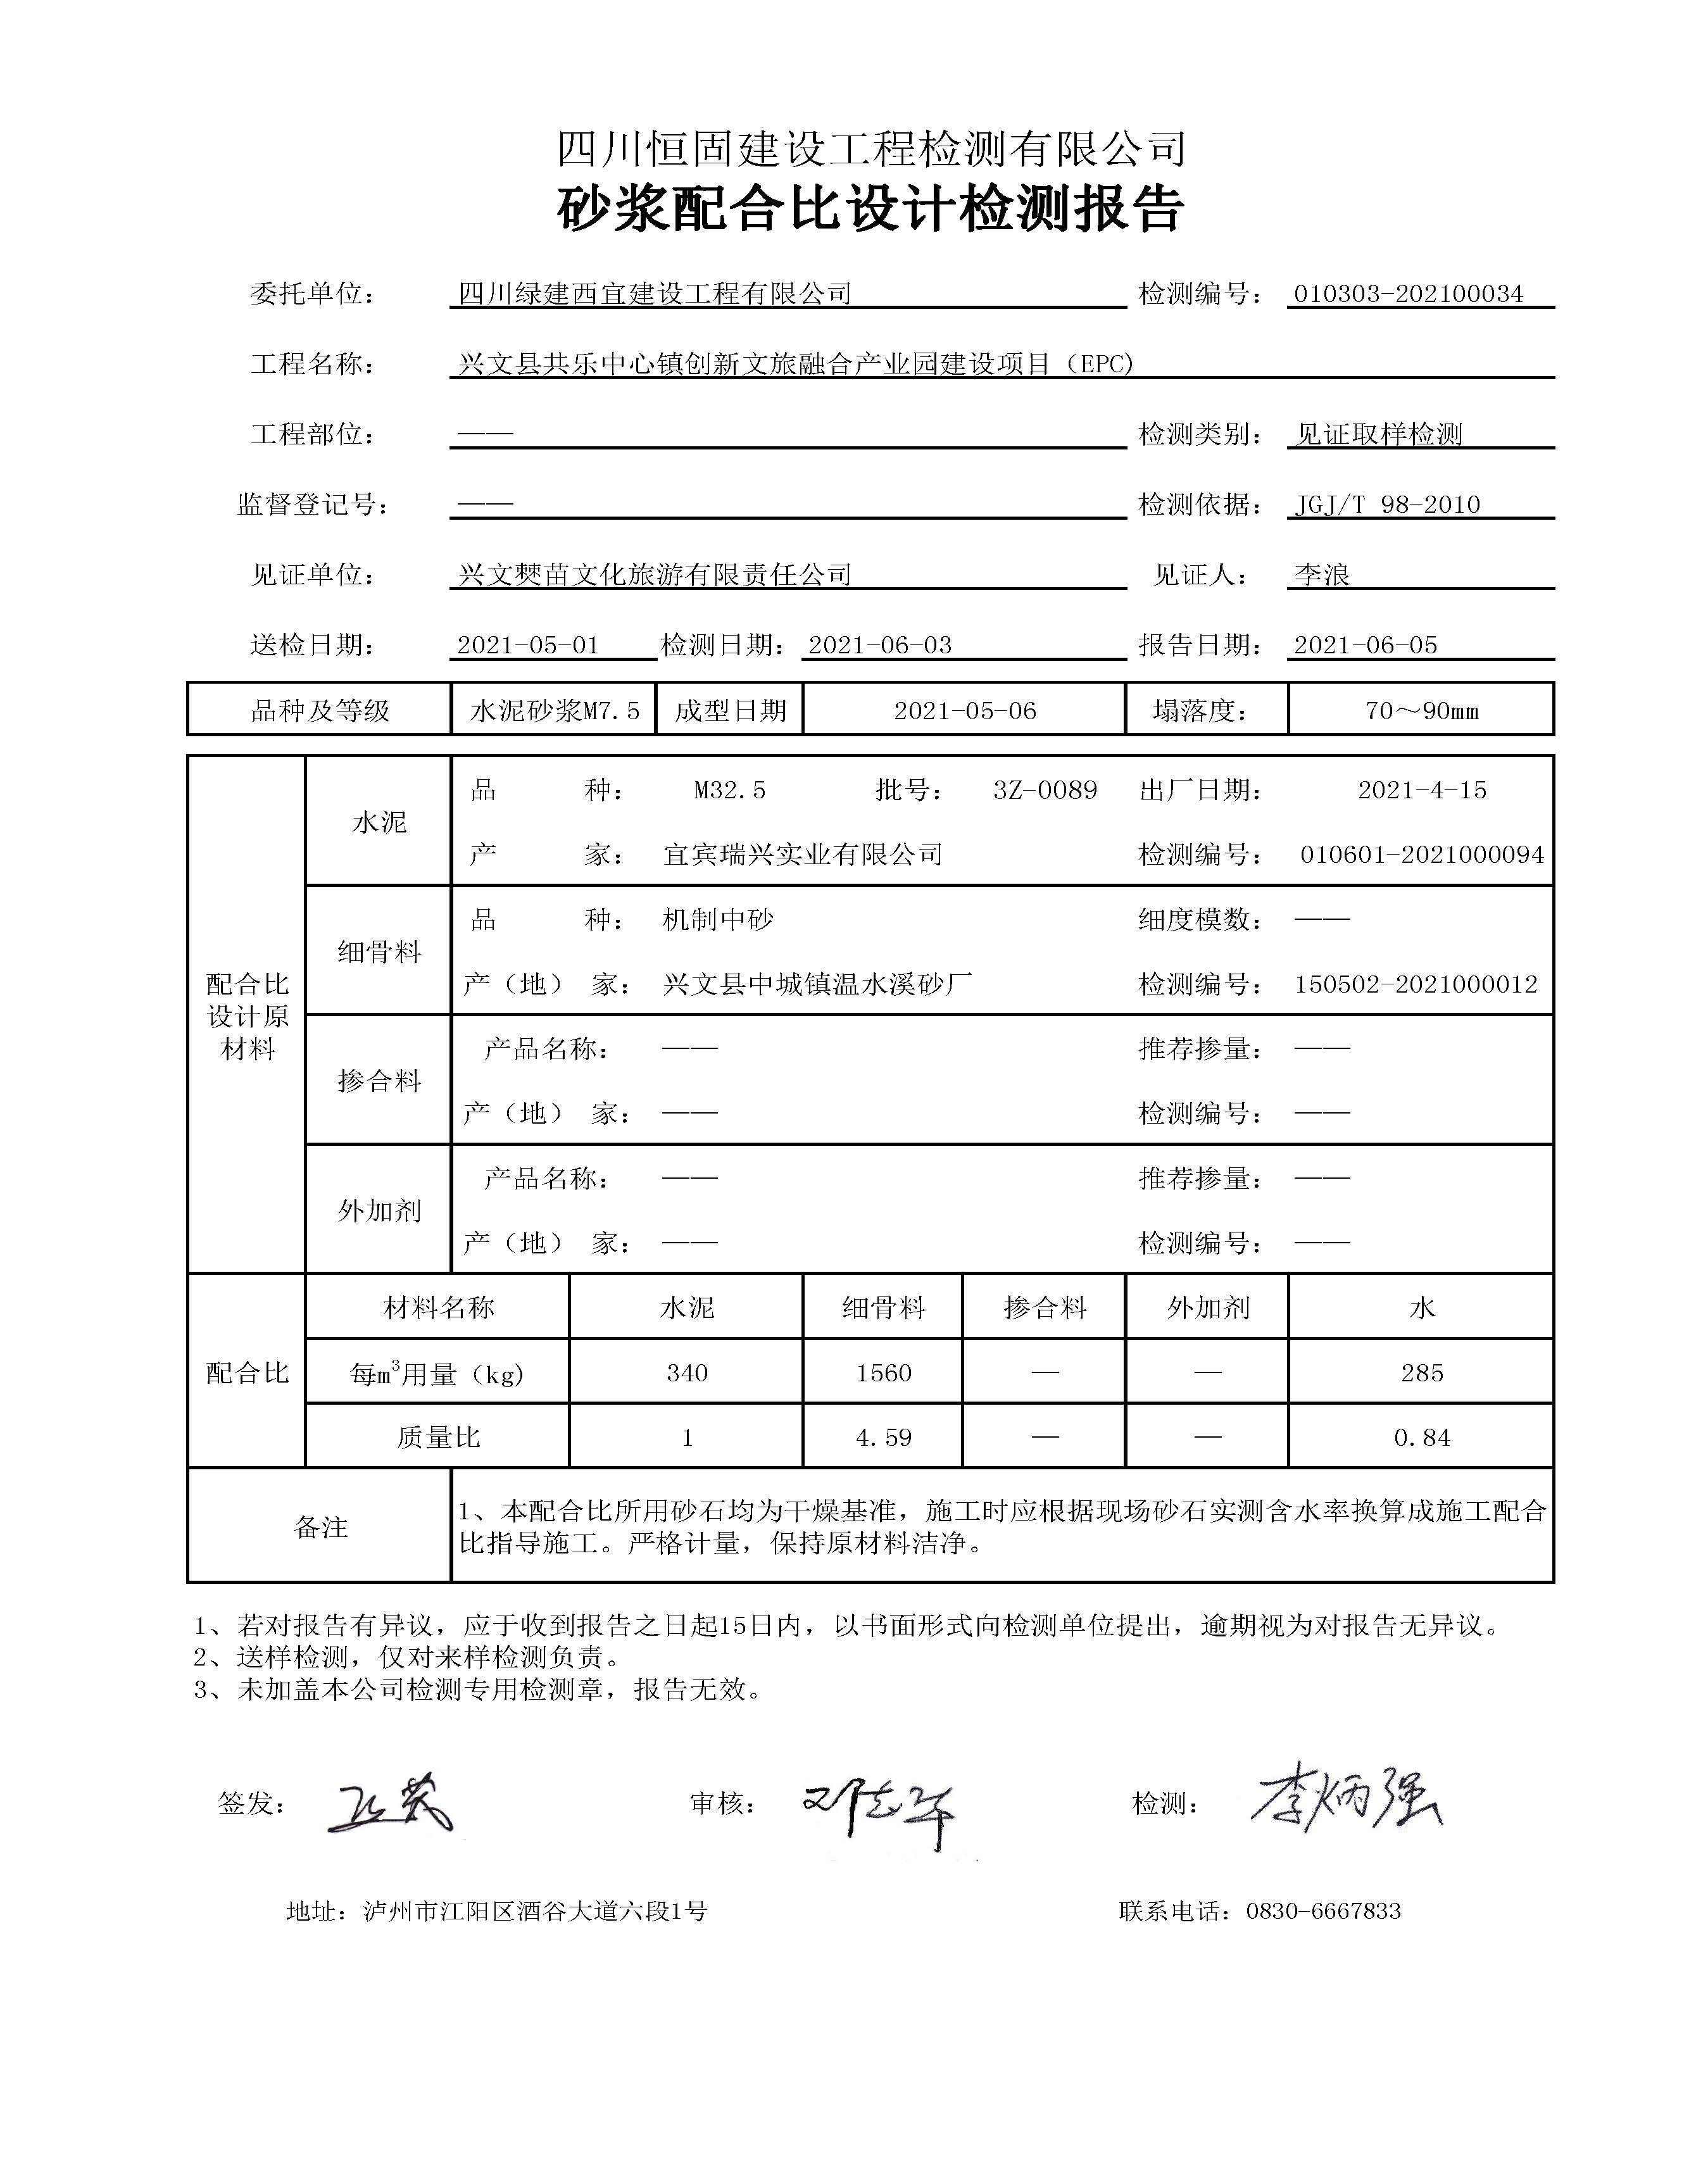 四川恒固建设工程检测有限公司
砂浆配合比设计检测报告
委托单位： 四川绿建西宜建设工程有限公司 检测编号： 010303-202100034
工程名称： 兴文县共乐中心镇创新文旅融合产业园建设项目（EPC)
工程部位： —— 检测类别： 见证取样检测
监督登记号： —— 检测依据： JGJ/T 98-2010
见证单位： 兴文僰苗文化旅游有限责任公司 见证人： 李浪
送检日期： 2021-05-01 检测日期： 2021-06-03 报告日期： 2021-06-05
品种及等级 水泥砂浆M7.5 成型日期 2021-05-06 塌落度： 70～90mm
配合比设计原材料
水泥
品 种： M32.5 批号： 3Z-0089 出厂日期： 2021-4-15
产 家： 宜宾瑞兴实业有限公司 检测编号： 010601-2021000094
细骨料
品 种： 机制中砂 细度模数： ——
产（地） 家： 兴文县中城镇温水溪砂厂 检测编号： 150502-2021000012
掺合料
产品名称： —— 推荐掺量： ——
产（地） 家： —— 检测编号： ——
外加剂
产品名称： —— 推荐掺量： ——
产（地） 家： —— 检测编号： ——
配合比
材料名称 水泥 细骨料 掺合料 外加剂 水
每m³用量（kg) 340 1560 — — 285
质量比 1 4.59 — — 0.84
备注
1、本配合比所用砂石均为干燥基准，施工时应根据现场砂石实测含水率换算成施工配合
比指导施工。严格计量，保持原材料洁净。
1、若对报告有异议，应于收到报告之日起15日内，以书面形式向检测单位提出，逾期视为对报告无异议。
2、送样检测，仅对来样检测负责。
3、未加盖本公司检测专用检测章，报告无效。
签发： 审核： 检测： 李炳强
地址：泸州市江阳区酒谷大道六段1号 联系电话：0830-6667833